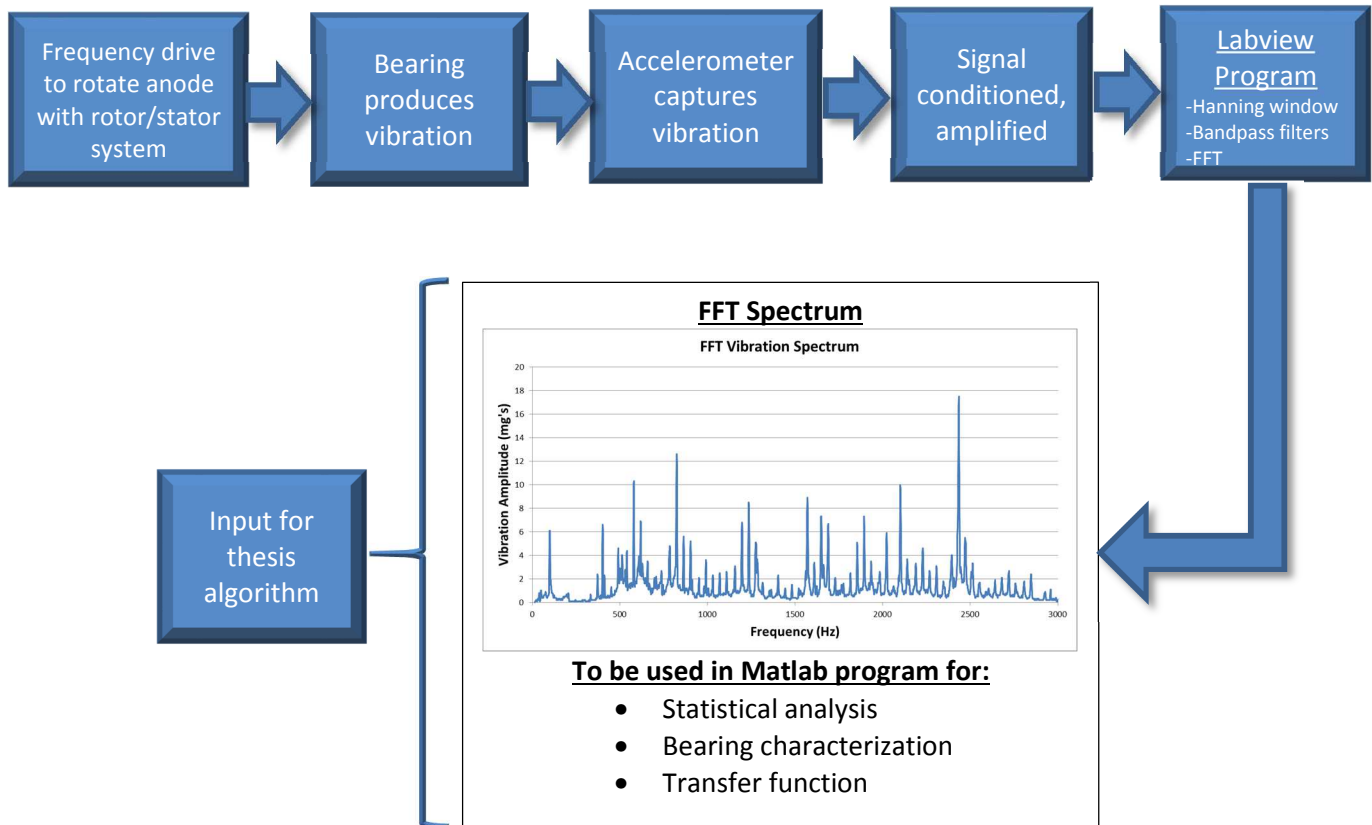 Frequency drive
to rotate anode
with rotor/stator
system
Bearing
produces
vibration
Accelerometer
captures
vibration
Signal
conditioned,
amplified
Labview
Program
-Hanning window
-Bandpass filters
-FFT
FFT Spectrum
FFT Vibration Spectrum
Vibration Amplitude (mg's)
20
18
16
14
12
10
8
6
4
2
0
0 500 1000 1500 2000 2500 3000
Frequency (Hz)
To be used in Matlab program for:
• Statistical analysis
• Bearing characterization
• Transfer function
Input for
thesis
algorithm